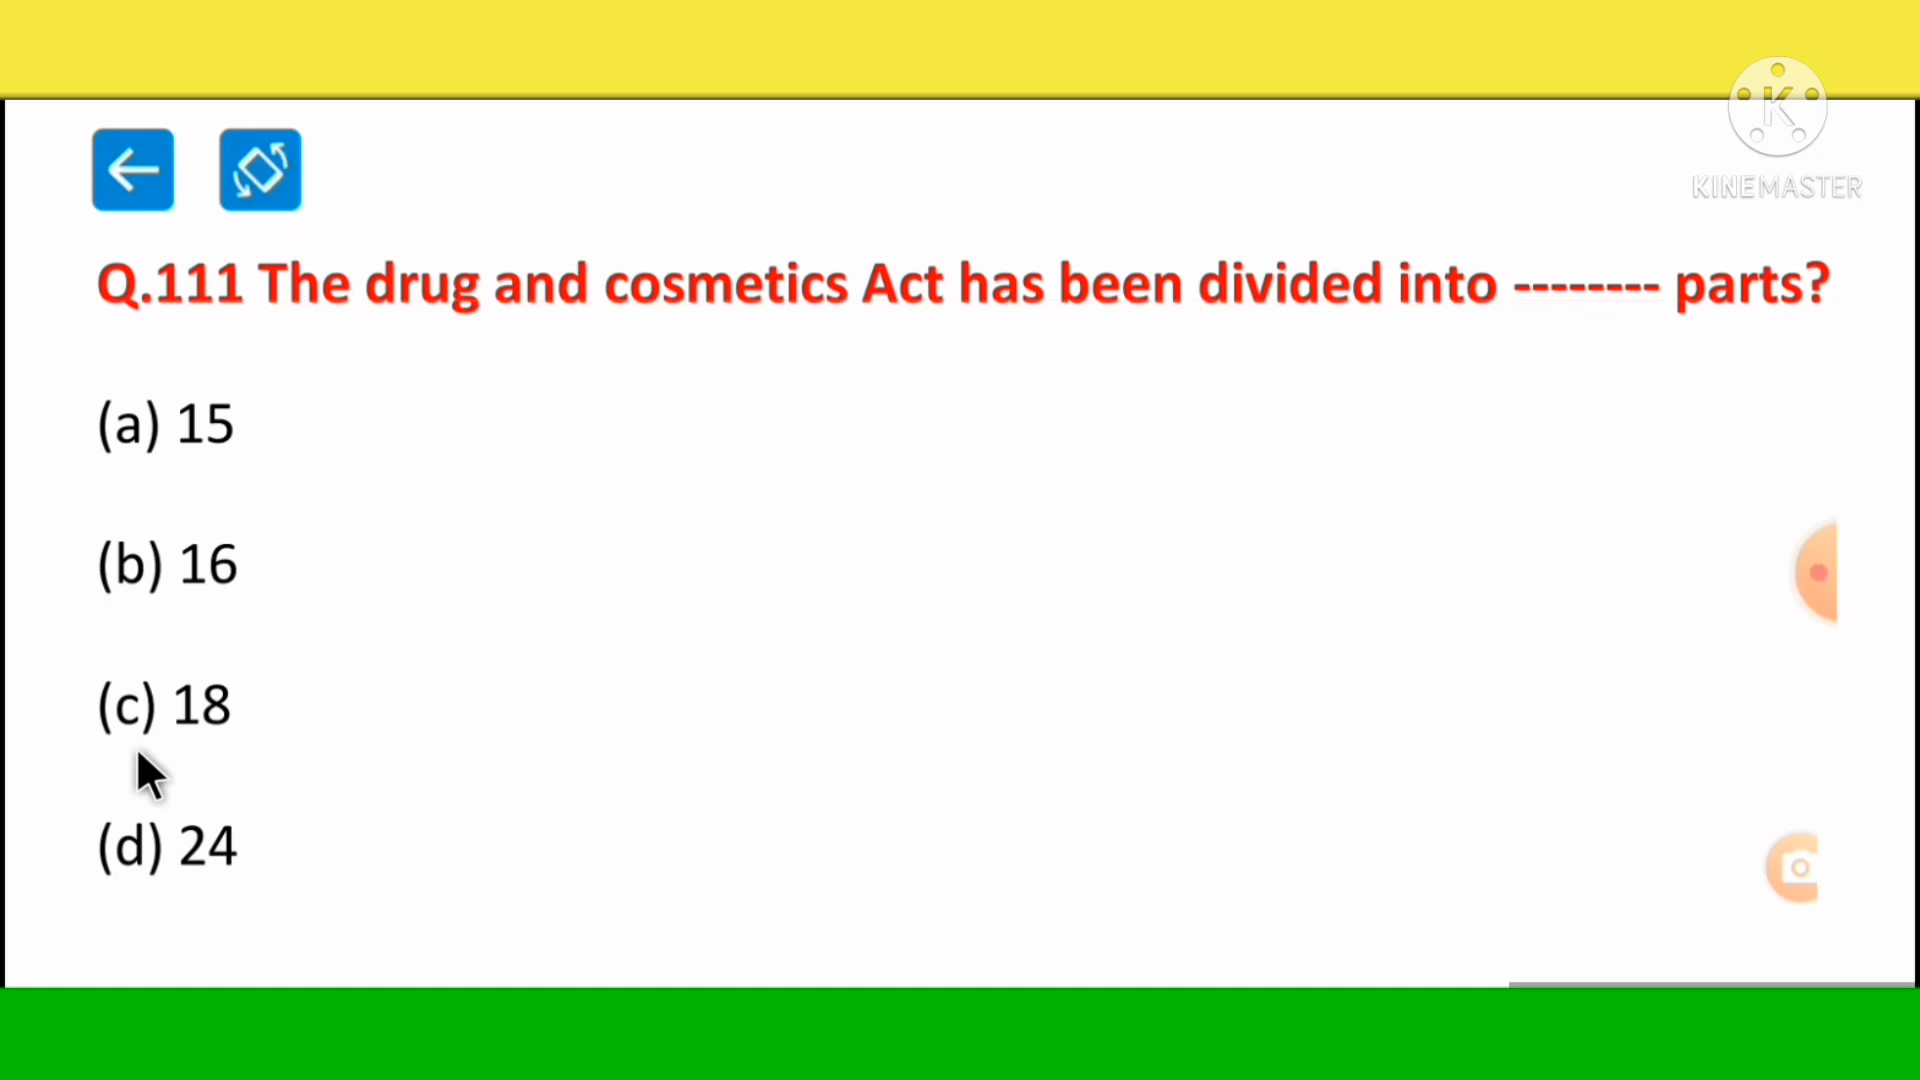 K
KINEMASTER
Q.111 The drug and cosmetics Act has been divided into -------- parts?
(a) 15
(b) 16
(c) 18
(d) 24